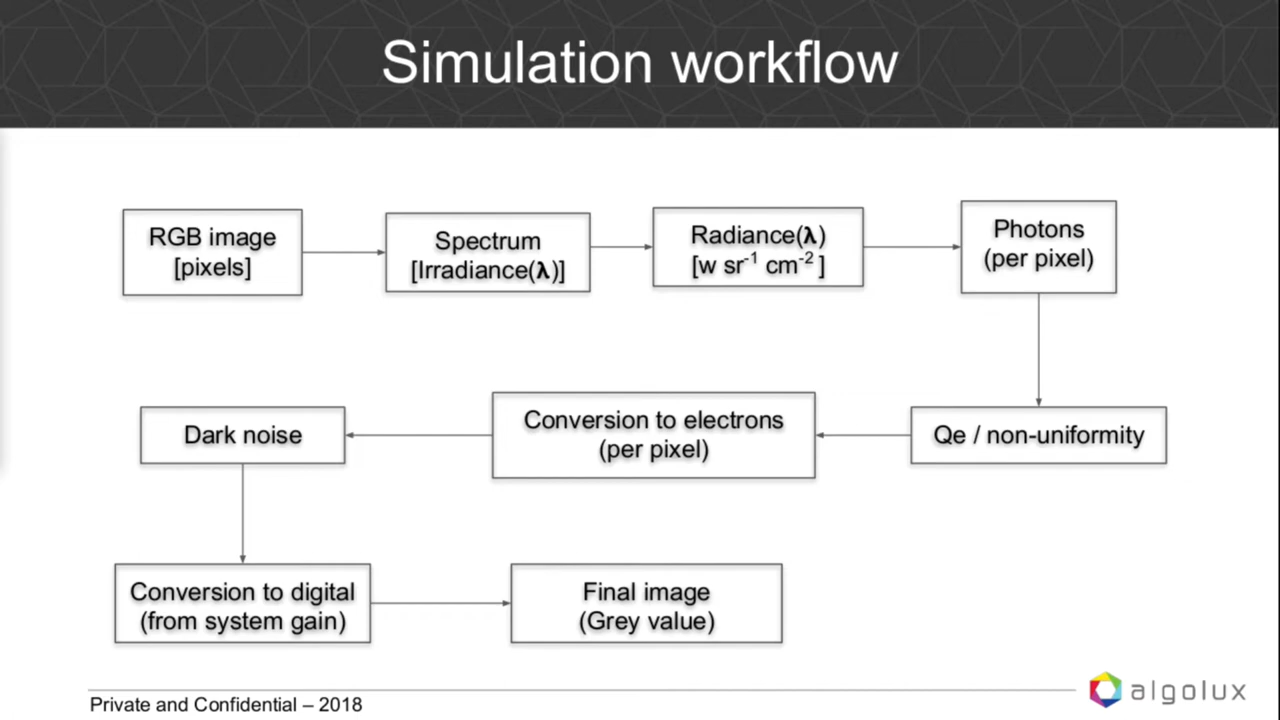 Simulation workflow
RGB image
[pixels]
Spectrum
[Irradiance(λ)]
Radiance(λ)
[w sr⁻¹ cm⁻² ]
Photons
(per pixel)
Qe / non-uniformity
Conversion to electrons
(per pixel)
Dark noise
Conversion to digital
(from system gain)
Final image
(Grey value)
Private and Confidential – 2018
algolux